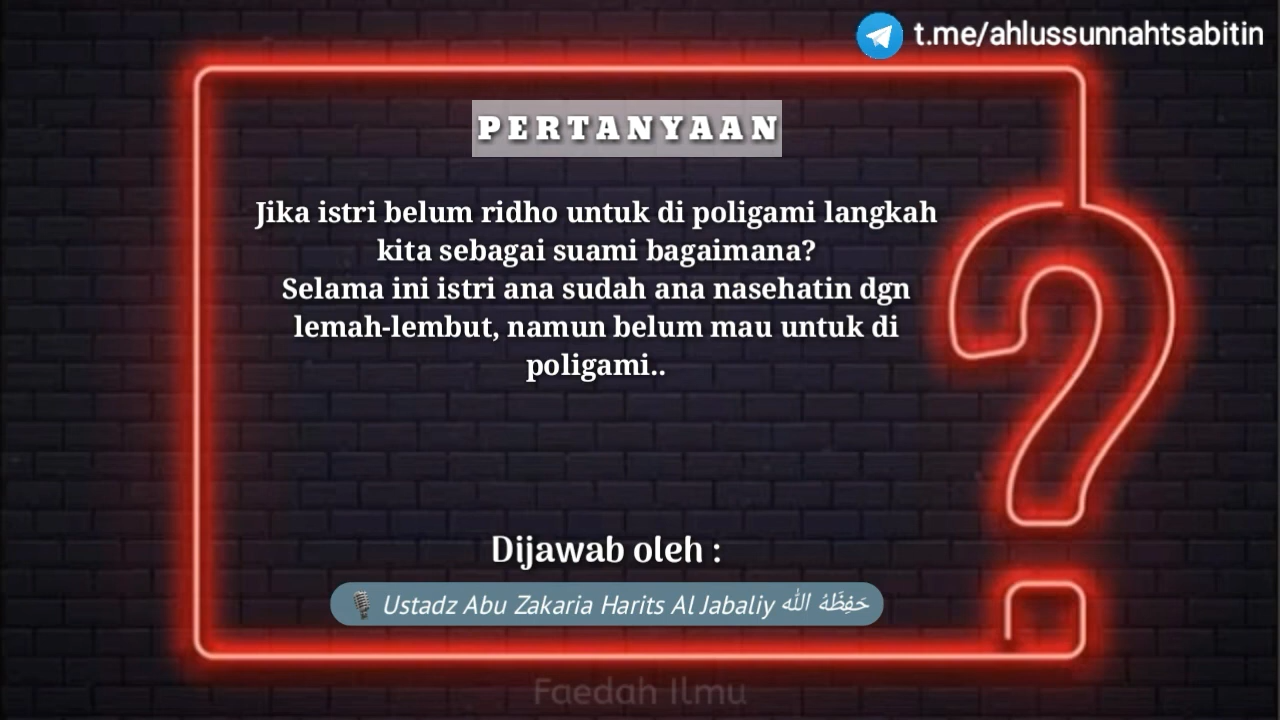 t.me/ahlussunnahtsabitin
PERTANYAAN
Jika istri belum ridho untuk di poligami langkah
kita sebagai suami bagaimana?
Selama ini istri ana sudah ana nasehatin dgn
lemah-lembut, namun belum mau untuk di
poligami..
Dijawab oleh :
Ustadz Abu Zakaria Harits Al Jabaliy حَفِظَهُ الله
Faedah Ilmu